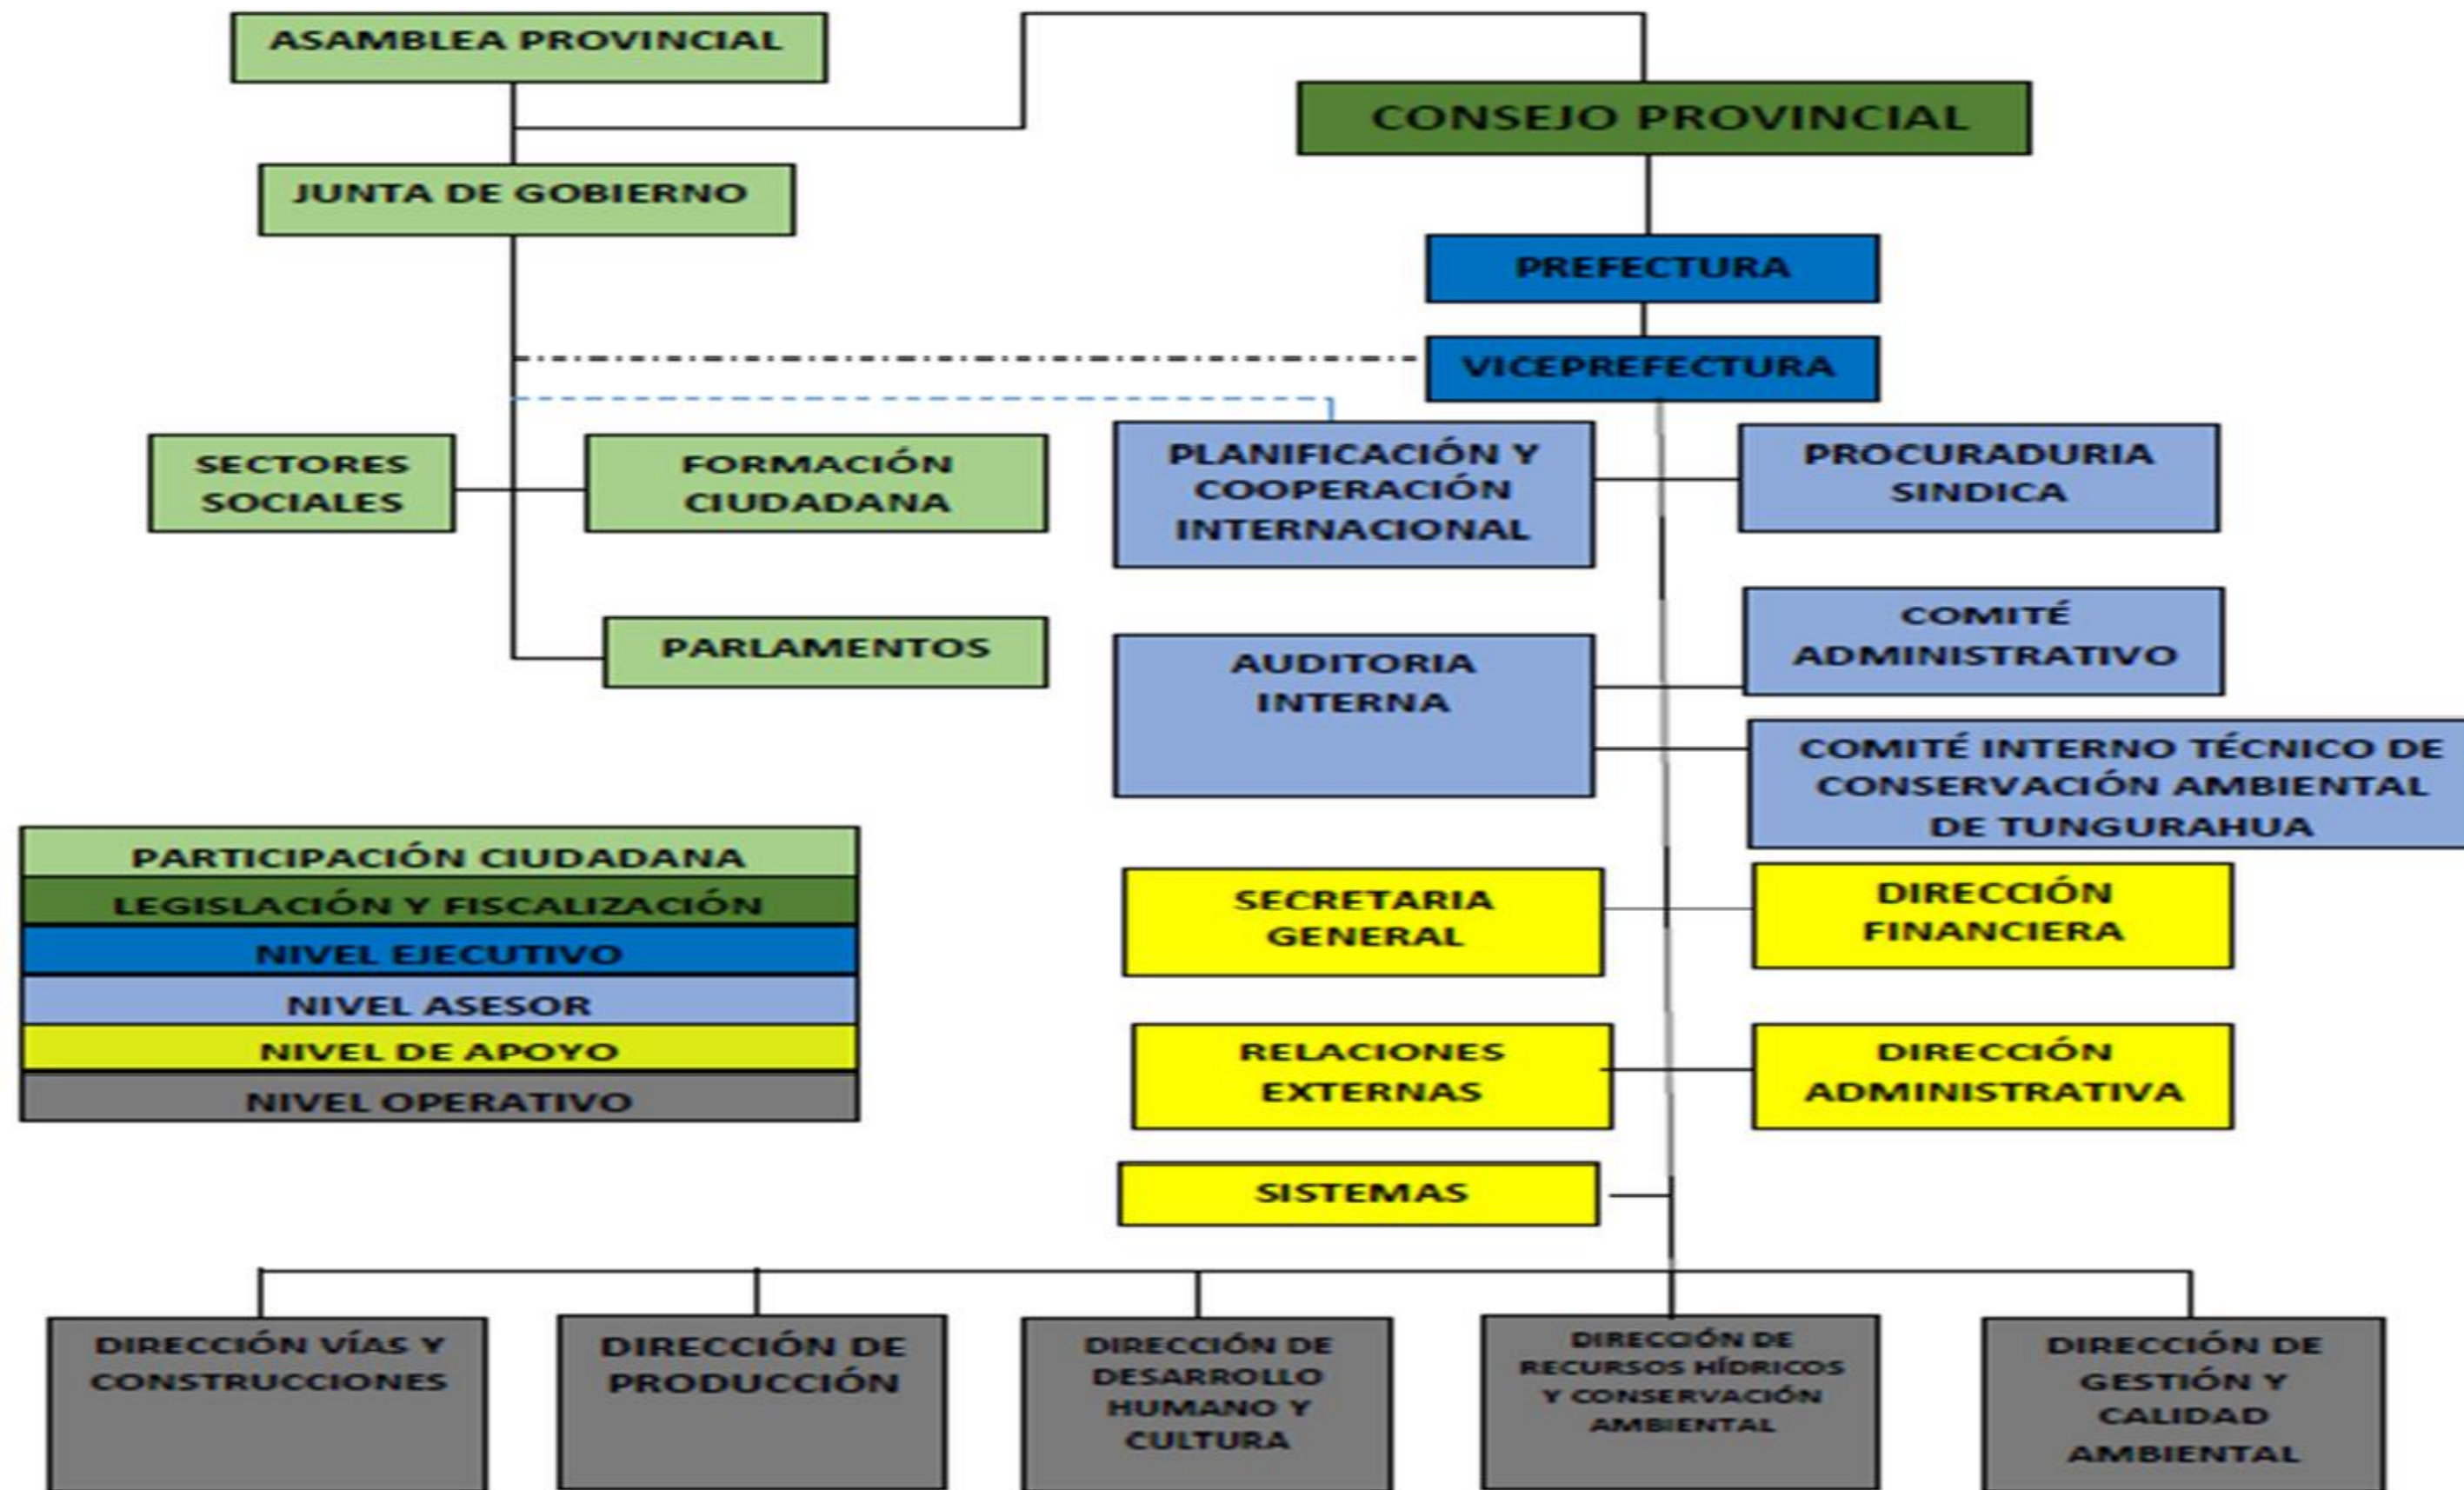 ASAMBLEA PROVINCIAL
CONSEJO PROVINCIAL
JUNTA DE GOBIERNO
PREFECTURA
VICEPREFECTURA
SECTORES
SOCIALES
FORMACIÓN
CIUDADANA
PLANIFICACIÓN Y
COOPERACIÓN
INTERNACIONAL
PROCURADURIA
SINDICA
PARLAMENTOS
AUDITORIA
INTERNA
COMITÉ
ADMINISTRATIVO
COMITÉ INTERNO TÉCNICO DE
CONSERVACIÓN AMBIENTAL
DE TUNGURAHUA
PARTICIPACIÓN CIUDADANA
LEGISLACIÓN Y FISCALIZACIÓN
NIVEL EJECUTIVO
NIVEL ASESOR
NIVEL DE APOYO
NIVEL OPERATIVO
SECRETARIA
GENERAL
DIRECCIÓN
FINANCIERA
RELACIONES
EXTERNAS
DIRECCIÓN
ADMINISTRATIVA
SISTEMAS
DIRECCIÓN VÍAS Y
CONSTRUCCIONES
DIRECCIÓN DE
PRODUCCIÓN
DIRECCIÓN DE
DESARROLLO
HUMANO Y
CULTURA
DIRECCIÓN DE
RECURSOS HÍDRICOS
Y CONSERVACIÓN
AMBIENTAL
DIRECCIÓN DE
GESTIÓN Y
CALIDAD
AMBIENTAL